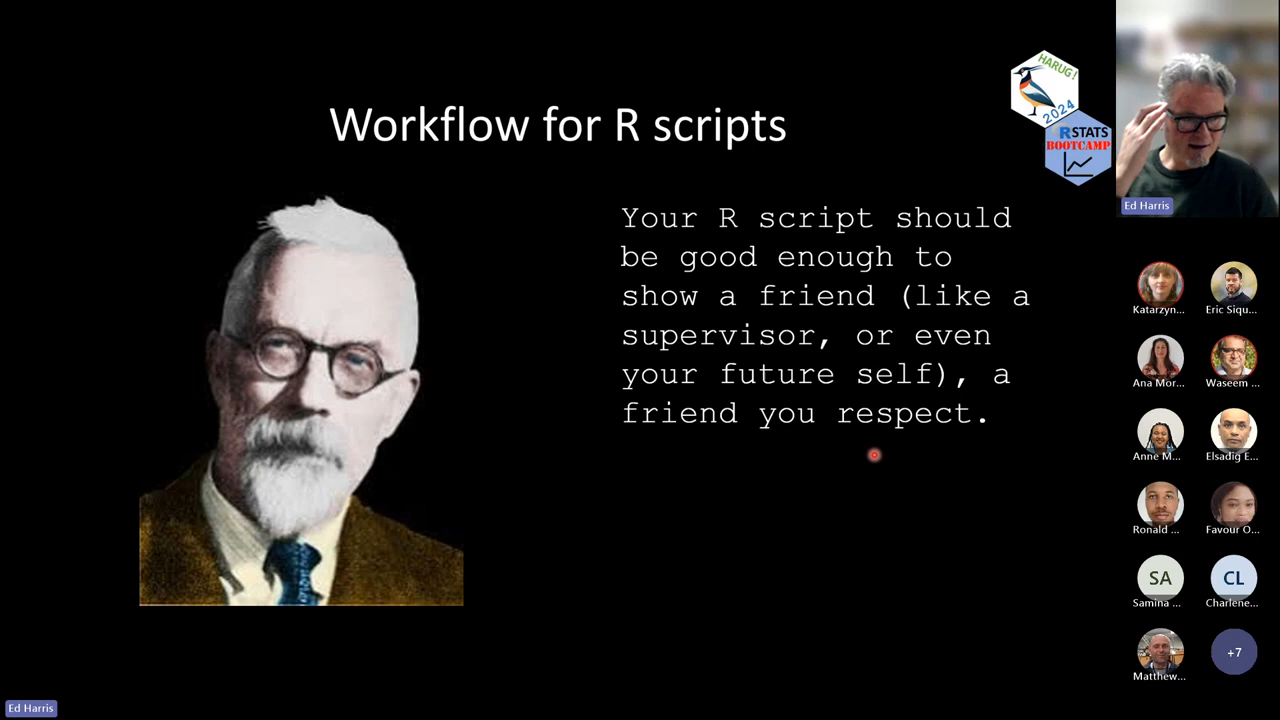 Workflow for R scripts
HARUG!
2024
RSTATS
BOOTCAMP
Your R script should
be good enough to
show a friend (like a
supervisor, or even
your future self), a
friend you respect.
Ed Harris
Katarzyn...
Eric Siqu...
Ana Mor...
Waseem ...
Anne M...
Elsadig E...
Ronald ...
Favour O...
SA
CL
Samina ...
Charlene...
Matthew...
+7
Ed Harris